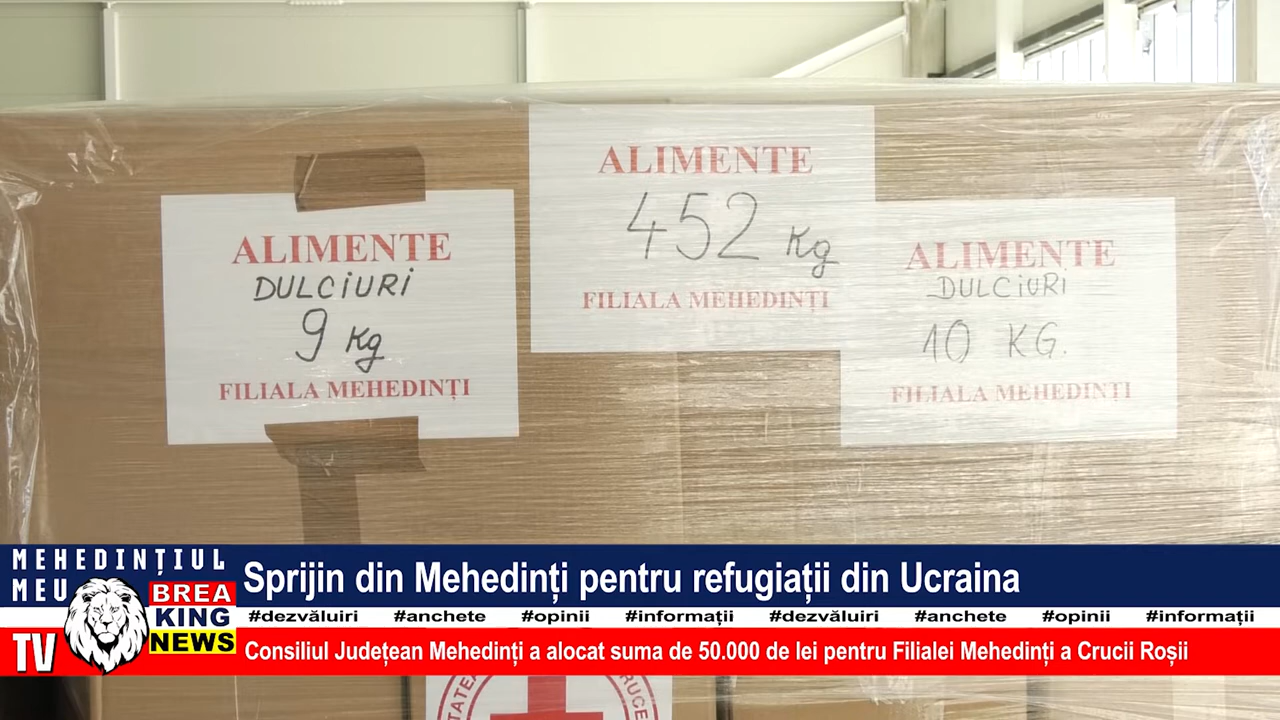 ALIMENTE
DULCIURI
9 Kg
FILIALA MEHEDINȚI
ALIMENTE
452 Kg
FILIALA MEHEDINȚI
ALIMENTE
DULCIURI
10 KG.
FILIALA MEHEDINȚI
MEHEDINȚIUL
MEU
TV
BREA
KING
NEWS
Sprijin din Mehedinți pentru refugiații din Ucraina
#dezvăluiri #anchete #opinii #informații #dezvăluiri #anchete #opinii #informații
Consiliul Județean Mehedinți a alocat suma de 50.000 de lei pentru Filialei Mehedinți a Crucii Roșii